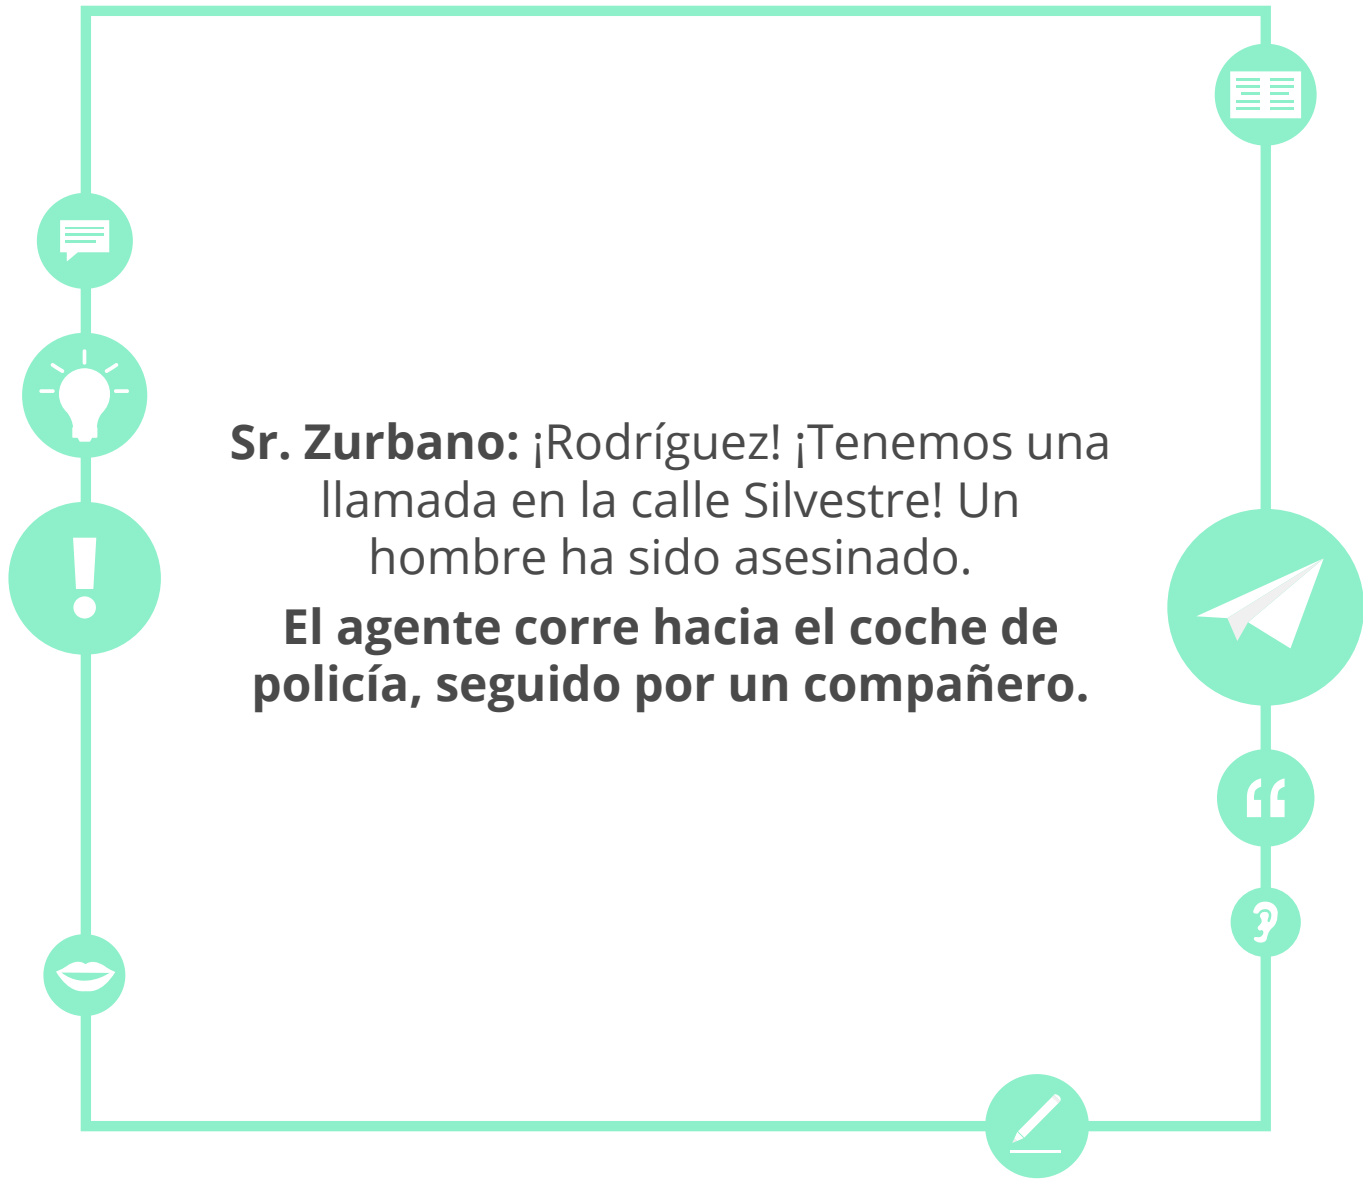 Sr. Zurbano: ¡Rodríguez! ¡Tenemos una
llamada en la calle Silvestre! Un
hombre ha sido asesinado.
El agente corre hacia el coche de
policía, seguido por un compañero.